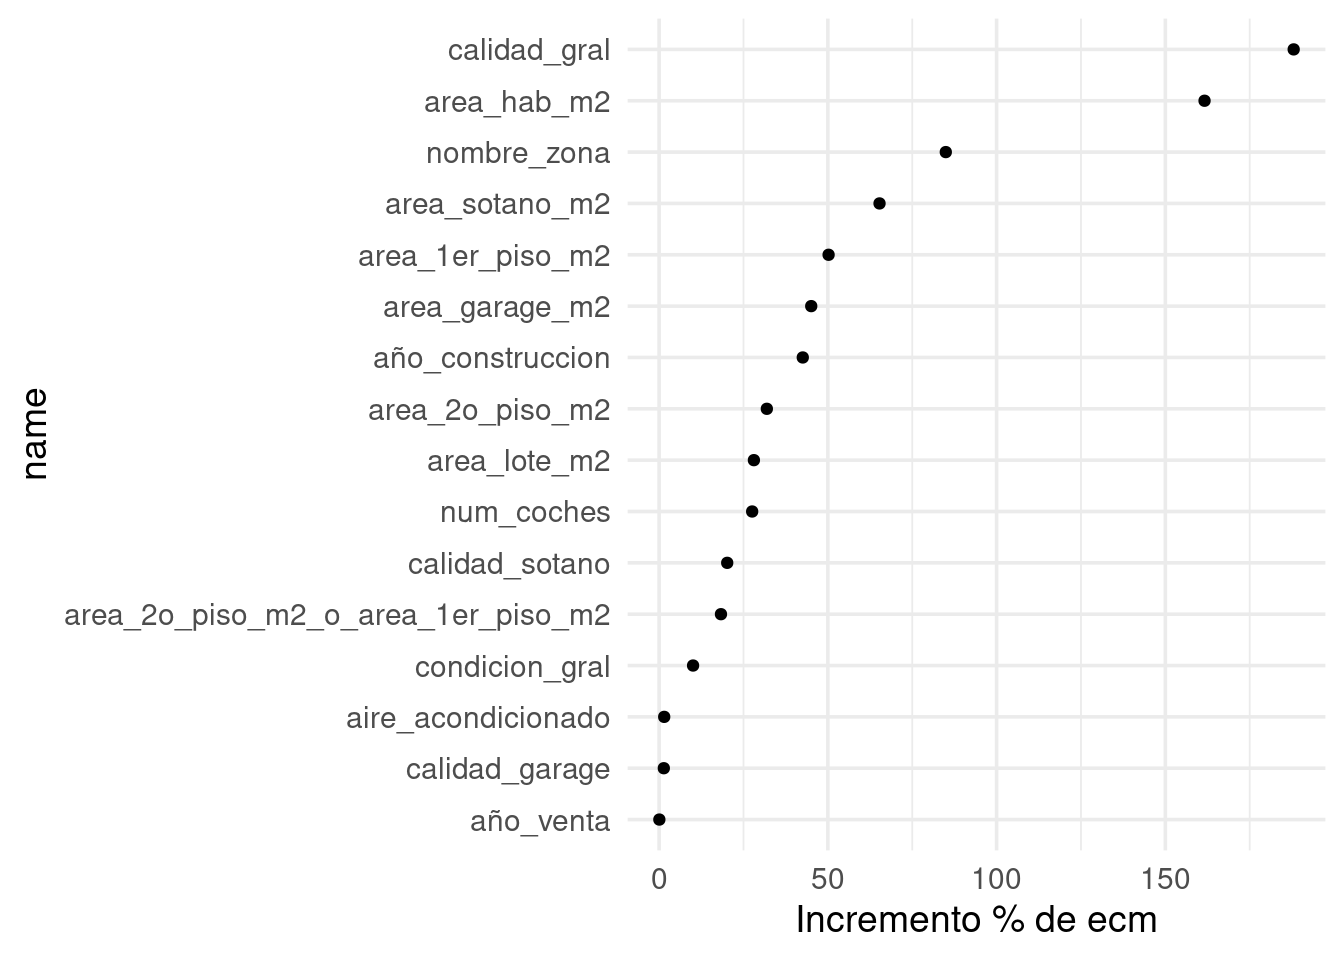 calidad_gral
area_hab_m2
nombre_zona
area_sotano_m2
area_1er_piso_m2
area_garage_m2
año_construccion
area_2o_piso_m2
area_lote_m2
num_coches
calidad_sotano
area_2o_piso_m2_o_area_1er_piso_m2
condicion_gral
aire_acondicionado
calidad_garage
año_venta
name
0 50 100 150
Incremento % de ecm